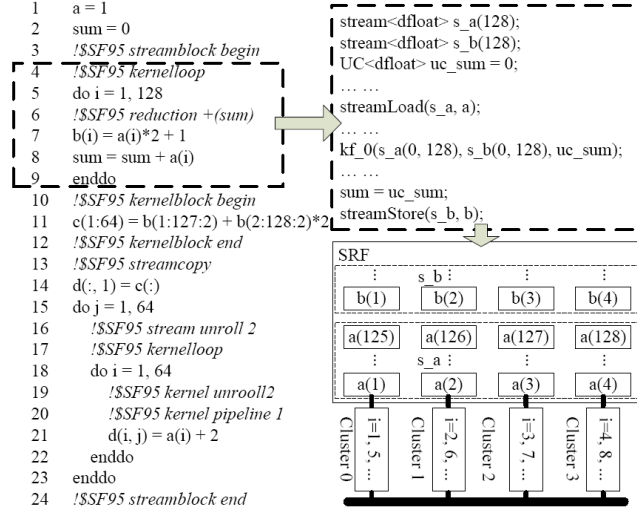 1 a = 1
2 sum = 0
3 !$SF95 streamblock begin
4 !$SF95 kernelloop
5 do i = 1, 128
6 !$SF95 reduction +(sum)
7 b(i) = a(i)*2 + 1
8 sum = sum + a(i)
9 enddo
10 !$SF95 kernelblock begin
11 c(1:64) = b(1:127:2) + b(2:128:2)*2
12 !$SF95 kernelblock end
13 !$SF95 streamcopy
14 d(:, 1) = c(:)
15 do j = 1, 64
16 !$SF95 stream unroll 2
17 !$SF95 kernelloop
18 do i = 1, 64
19 !$SF95 kernel unrooll2
20 !$SF95 kernel pipeline 1
21 d(i, j) = a(i) + 2
22 enddo
23 enddo
24 !$SF95 streamblock end
stream<dfloat> s_a(128);
stream<dfloat> s_b(128);
UC<dfloat> uc_sum = 0;
... ...
streamLoad(s_a, a);
... ...
kf_0(s_a(0, 128), s_b(0, 128), uc_sum);
... ...
sum = uc_sum;
streamStore(s_b, b);
SRF
s_b
b(1) b(2) b(3) b(4)
a(125) a(126) a(127) a(128)
s_a
a(1) a(2) a(3) a(4)
Cluster 0
i=1, 5, ...
Cluster 1
i=2, 6, ...
Cluster 2
i=3, 7, ...
Cluster 3
i=4, 8, ...